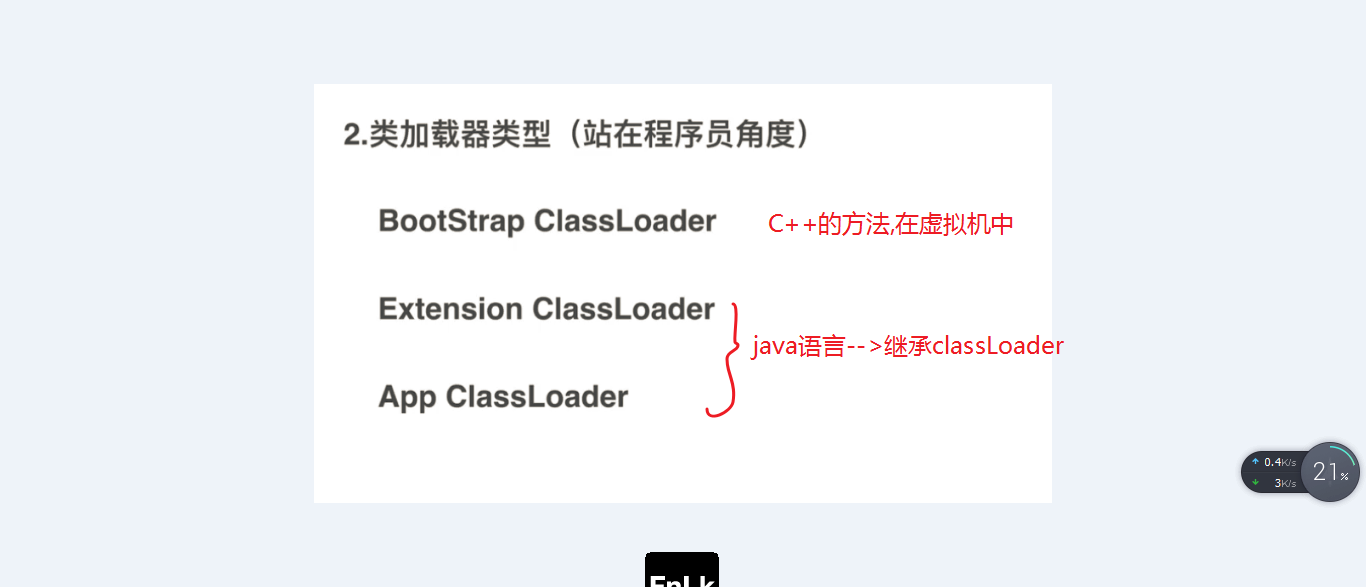 2.类加载器类型（站在程序员角度）
BootStrap ClassLoader C++的方法,在虚拟机中
Extension ClassLoader
java语言-->继承classLoader
App ClassLoader
↑ 0.4K/s
↓ 3K/s
21%